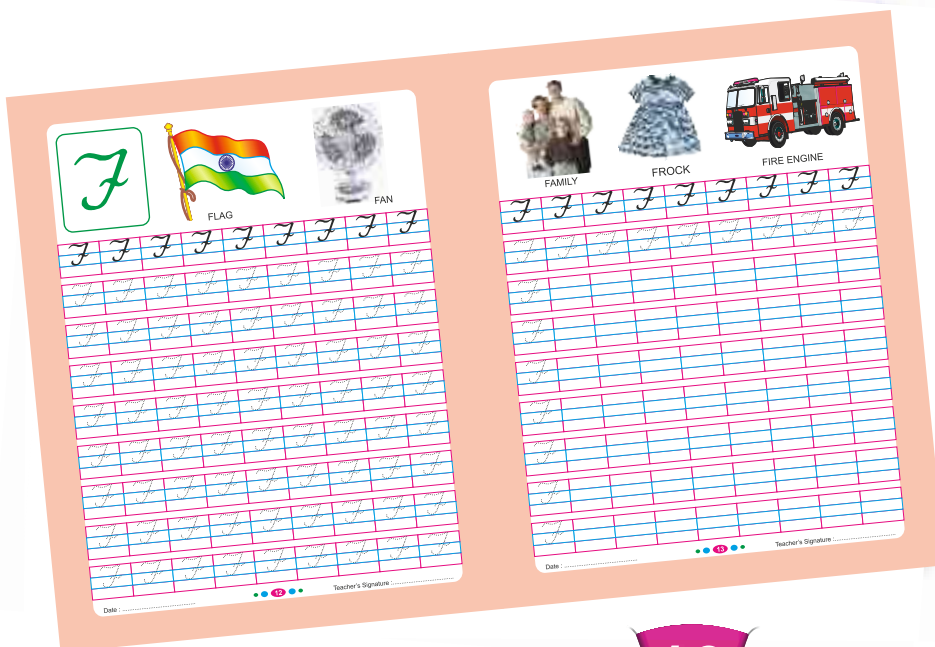 F
FLAG
FAN
F F F F F F F F F
F F F F F F F F F
F F F F F F F F F
F F F F F F F F F
F F F F F F F F F
F F F F F F F F F
F F F F F F F F F
F F F F F F F F F
F F F F F F F F F
Date : ................................
12
Teacher's Signature : ................................
FAMILY
FROCK
FIRE ENGINE
F F F F F F F F F
F F F F F F F F F
F
F
F
F
F
F
F
Date : ................................
13
Teacher's Signature : ................................